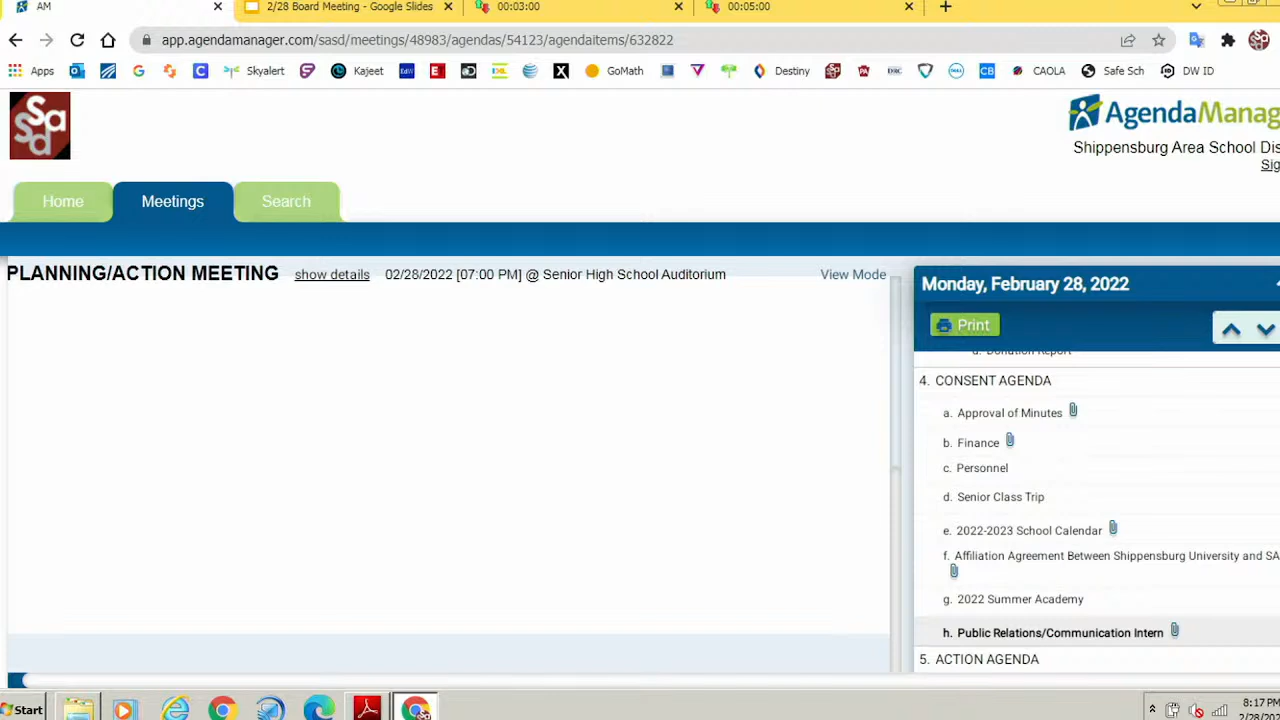 AM
2/28 Board Meeting - Google Slides
00:03:00
00:05:00
app.agendamanager.com/sasd/meetings/48983/agendas/54123/agendaitems/632822
Apps
Skyalert
Kajeet
GoMath
Destiny
CAOLA
Safe Sch
DW ID
Sa
sd
AgendaManag
Shippensburg Area School Dis
Sig
Home
Meetings
Search
PLANNING/ACTION MEETING show details 02/28/2022 [07:00 PM] @ Senior High School Auditorium View Mode
Monday, February 28, 2022
Print
d. Donation Report
4. CONSENT AGENDA
a. Approval of Minutes
b. Finance
c. Personnel
d. Senior Class Trip
e. 2022-2023 School Calendar
f. Affiliation Agreement Between Shippensburg University and SA
g. 2022 Summer Academy
h. Public Relations/Communication Intern
5. ACTION AGENDA
Start
8:17 PM